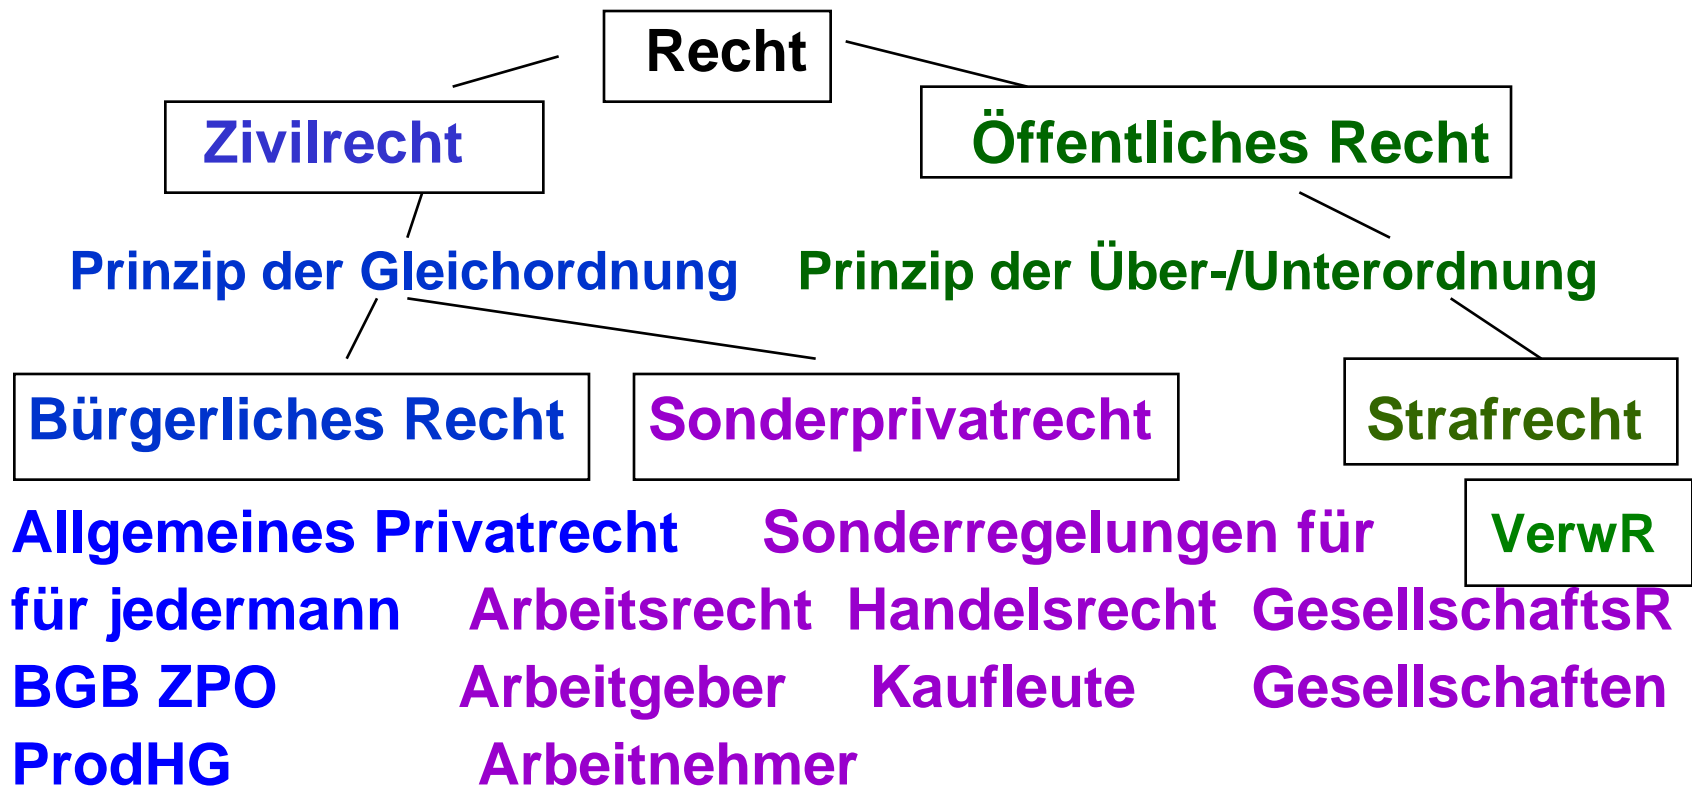 Recht
Zivilrecht Öffentliches Recht
Prinzip der Gleichordnung Prinzip der Über-/Unterordnung
Bürgerliches Recht Sonderprivatrecht Strafrecht
Allgemeines Privatrecht Sonderregelungen für VerwR
für jedermann Arbeitsrecht Handelsrecht GesellschaftsR
BGB ZPO Arbeitgeber Kaufleute Gesellschaften
ProdHG Arbeitnehmer